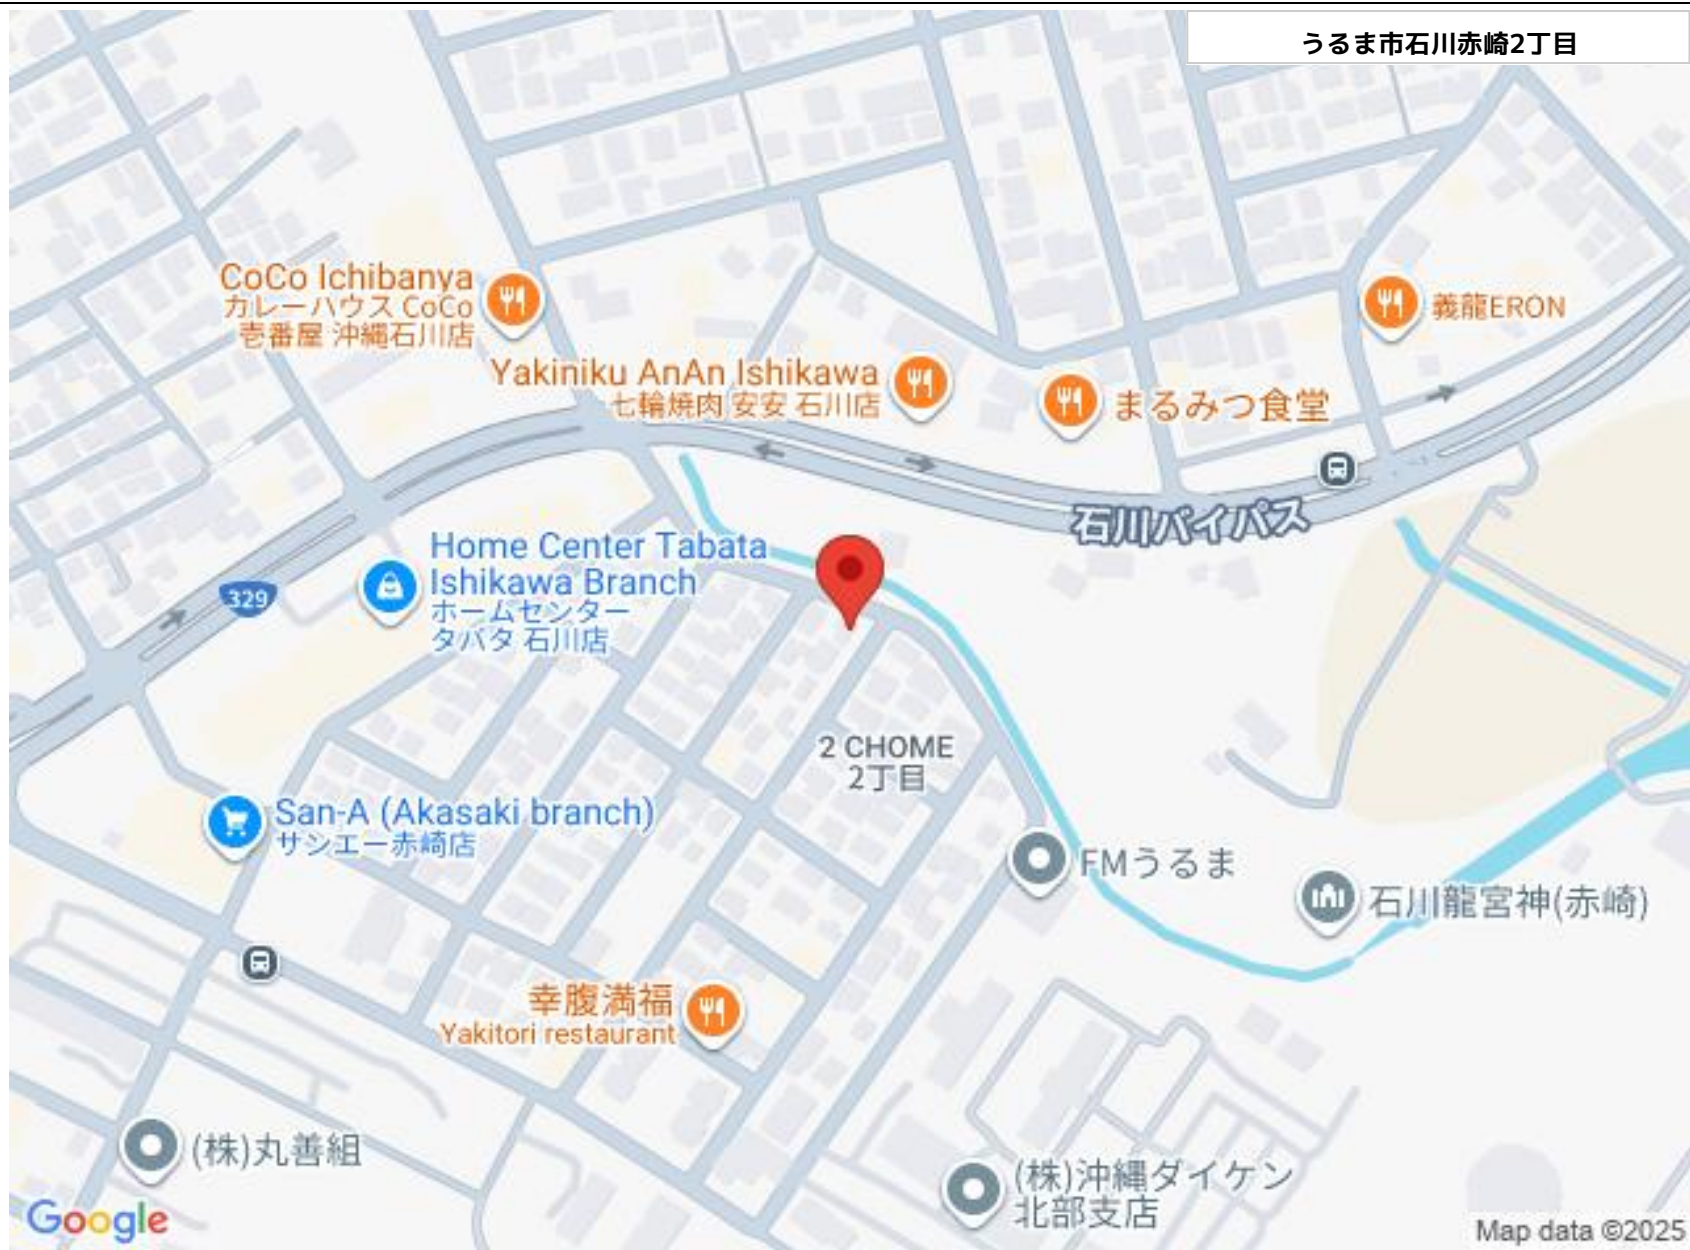 うるま市石川赤崎2丁目
CoCo Ichibanya
カレーハウス CoCo
壱番屋 沖縄石川店
義龍ERON
Yakiniku AnAn Ishikawa
七輪焼肉 安安 石川店
まるみつ食堂
石川バイパス
Home Center Tabata
Ishikawa Branch
ホームセンター
タバタ 石川店
329
2 CHOME
2丁目
San-A (Akasaki branch)
サンエー赤崎店
FMうるま
石川龍宮神(赤崎)
幸腹満福
Yakitori restaurant
(株)丸善組
(株)沖縄ダイケン
北部支店
Google
Map data ©2025